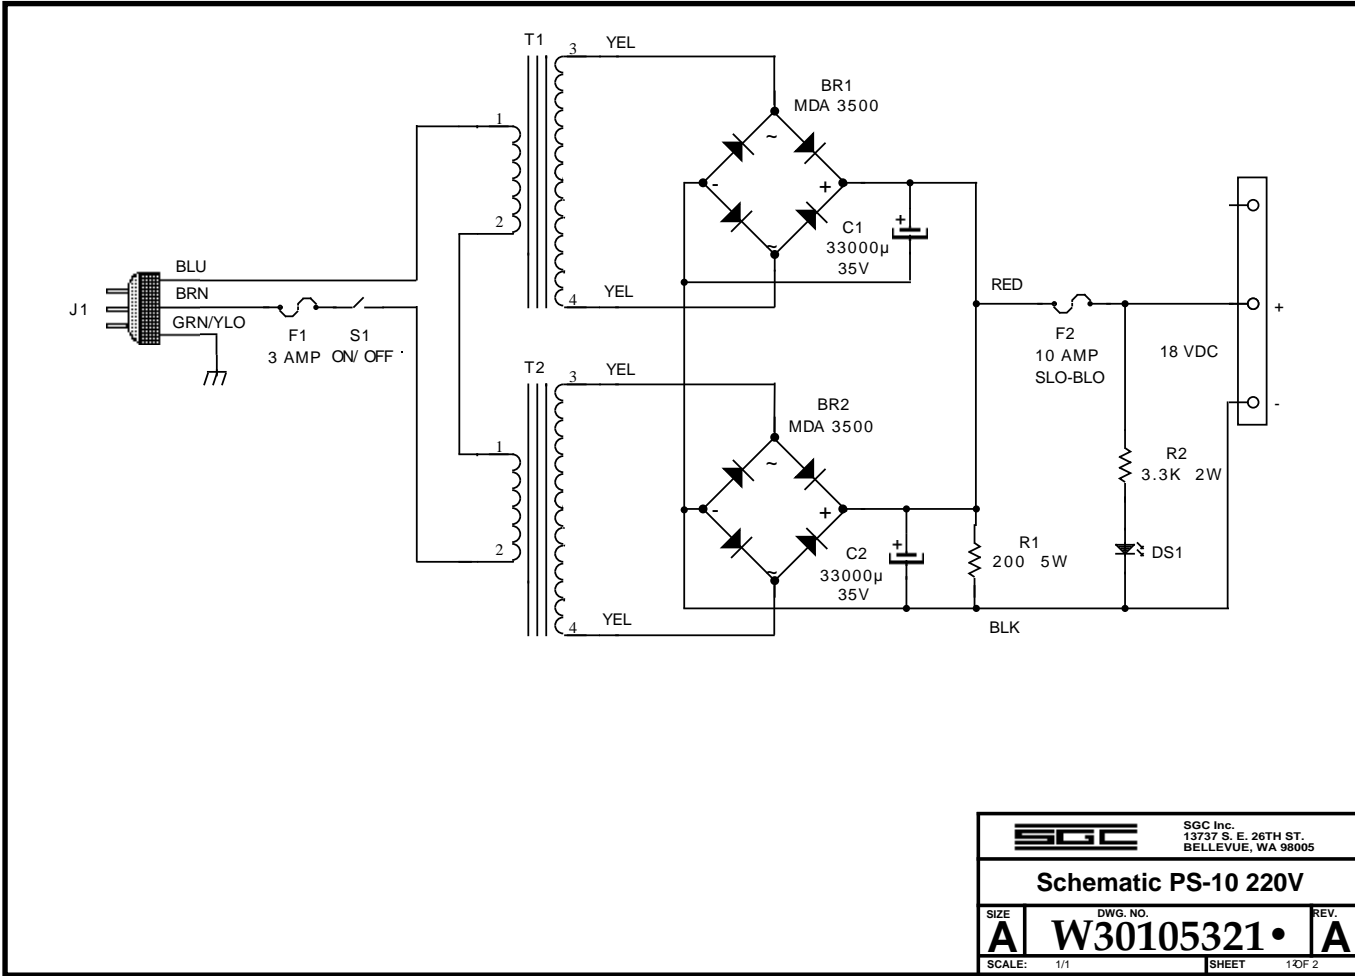 T1
3
YEL
BR1
MDA 3500
~
1
2
-
+
~
C1
33000µ
35V
+
4
YEL
BLU
J1
BRN
GRN/YLO
F1
3 AMP
S1
ON/ OFF
RED
F2
10 AMP
SLO-BLO
18 VDC
+
-
T2
3
YEL
BR2
MDA 3500
~
1
2
-
+
~
C2
33000µ
35V
+
4
YEL
R1
200 5W
R2
3.3K 2W
DS1
BLK
SGC
SGC Inc.
13737 S. E. 26TH ST.
BELLEVUE, WA 98005
Schematic PS-10 220V
SIZE
A
DWG. NO.
W30105321•
REV.
A
SCALE: 1/1
SHEET
OF 2